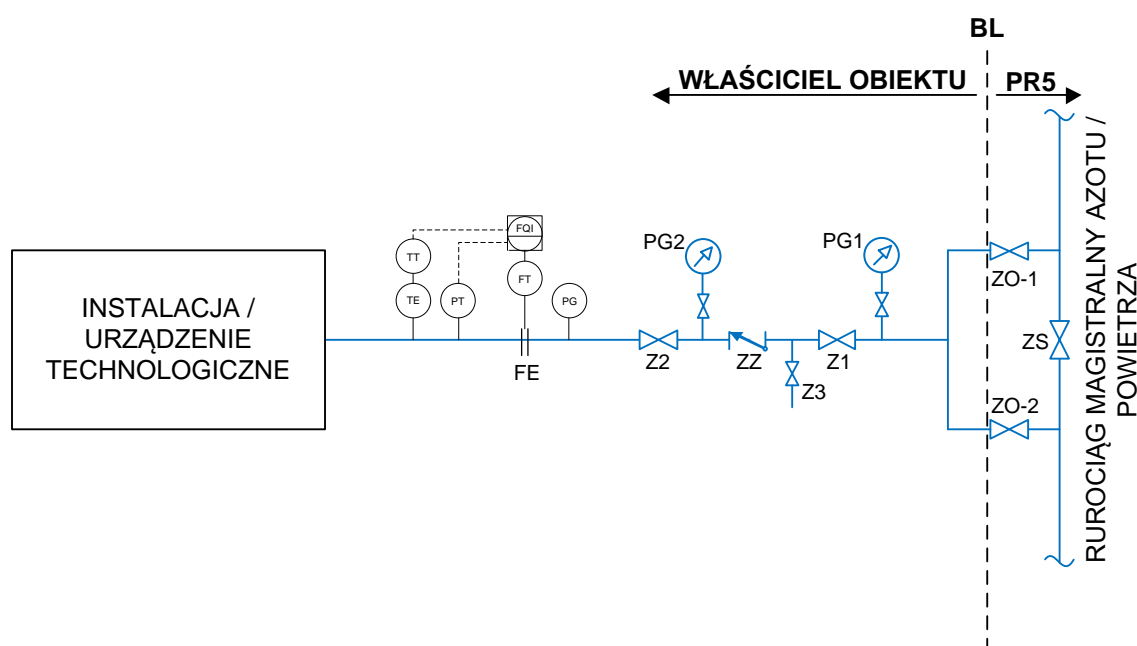 BL
WŁAŚCICIEL OBIEKTU
PR5
RUROCIĄG MAGISTRALNY AZOTU /
POWIETRZA
FQI
TT
FT
TE
PT
PG
PG2
PG1
ZO-1
INSTALACJA /
URZĄDZENIE
TECHNOLOGICZNE
FE
Z2
ZZ
Z1
Z3
ZS
ZO-2